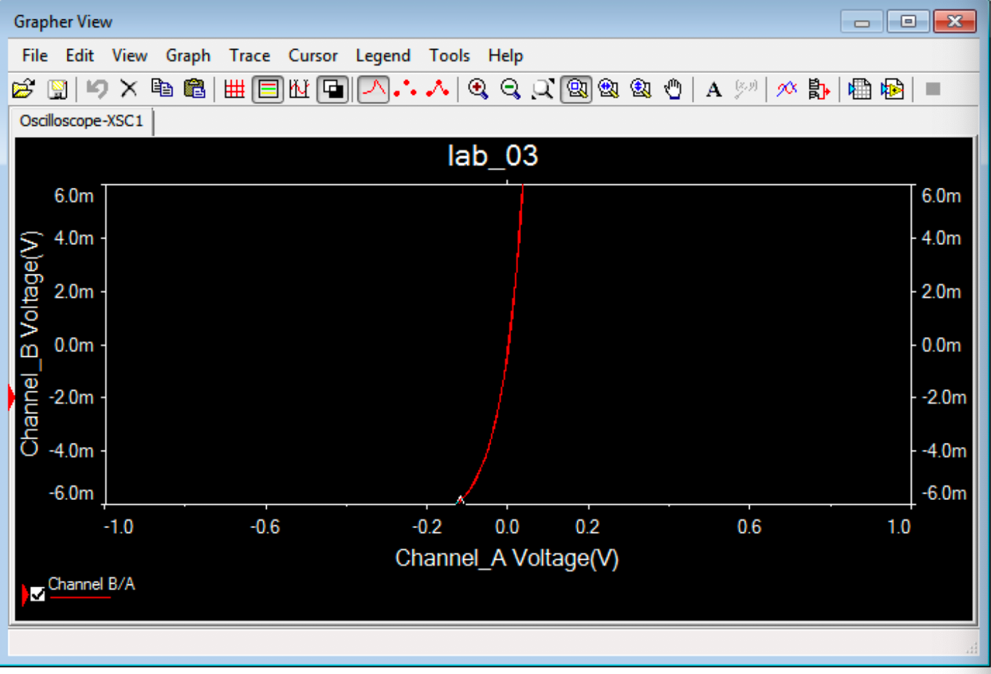 Grapher View
File Edit View Graph Trace Cursor Legend Tools Help
A (x,y)
Oscilloscope-XSC1
lab_03
6.0m 6.0m
4.0m 4.0m
2.0m 2.0m
0.0m 0.0m
-2.0m -2.0m
-4.0m -4.0m
-6.0m -6.0m
Channel_B Voltage(V)
-1.0 -0.6 -0.2 0.0 0.2 0.6 1.0
Channel_A Voltage(V)
Channel B/A